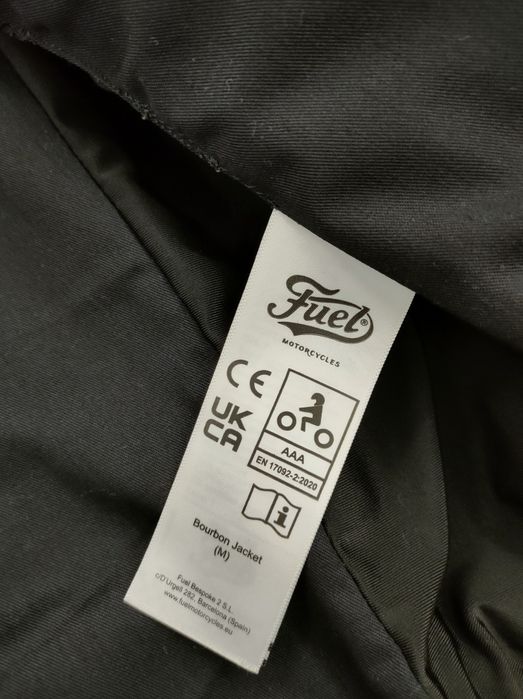 Fuel®
MOTORCYCLES
CE
UK
CA
AAA
EN 17092-2:2020
i
Bourbon Jacket
(M)
Fuel Bespoke 2 S.L.
c/D'Urgell 282, Barcelona (Spain)
www.fuelmotorcycles.eu